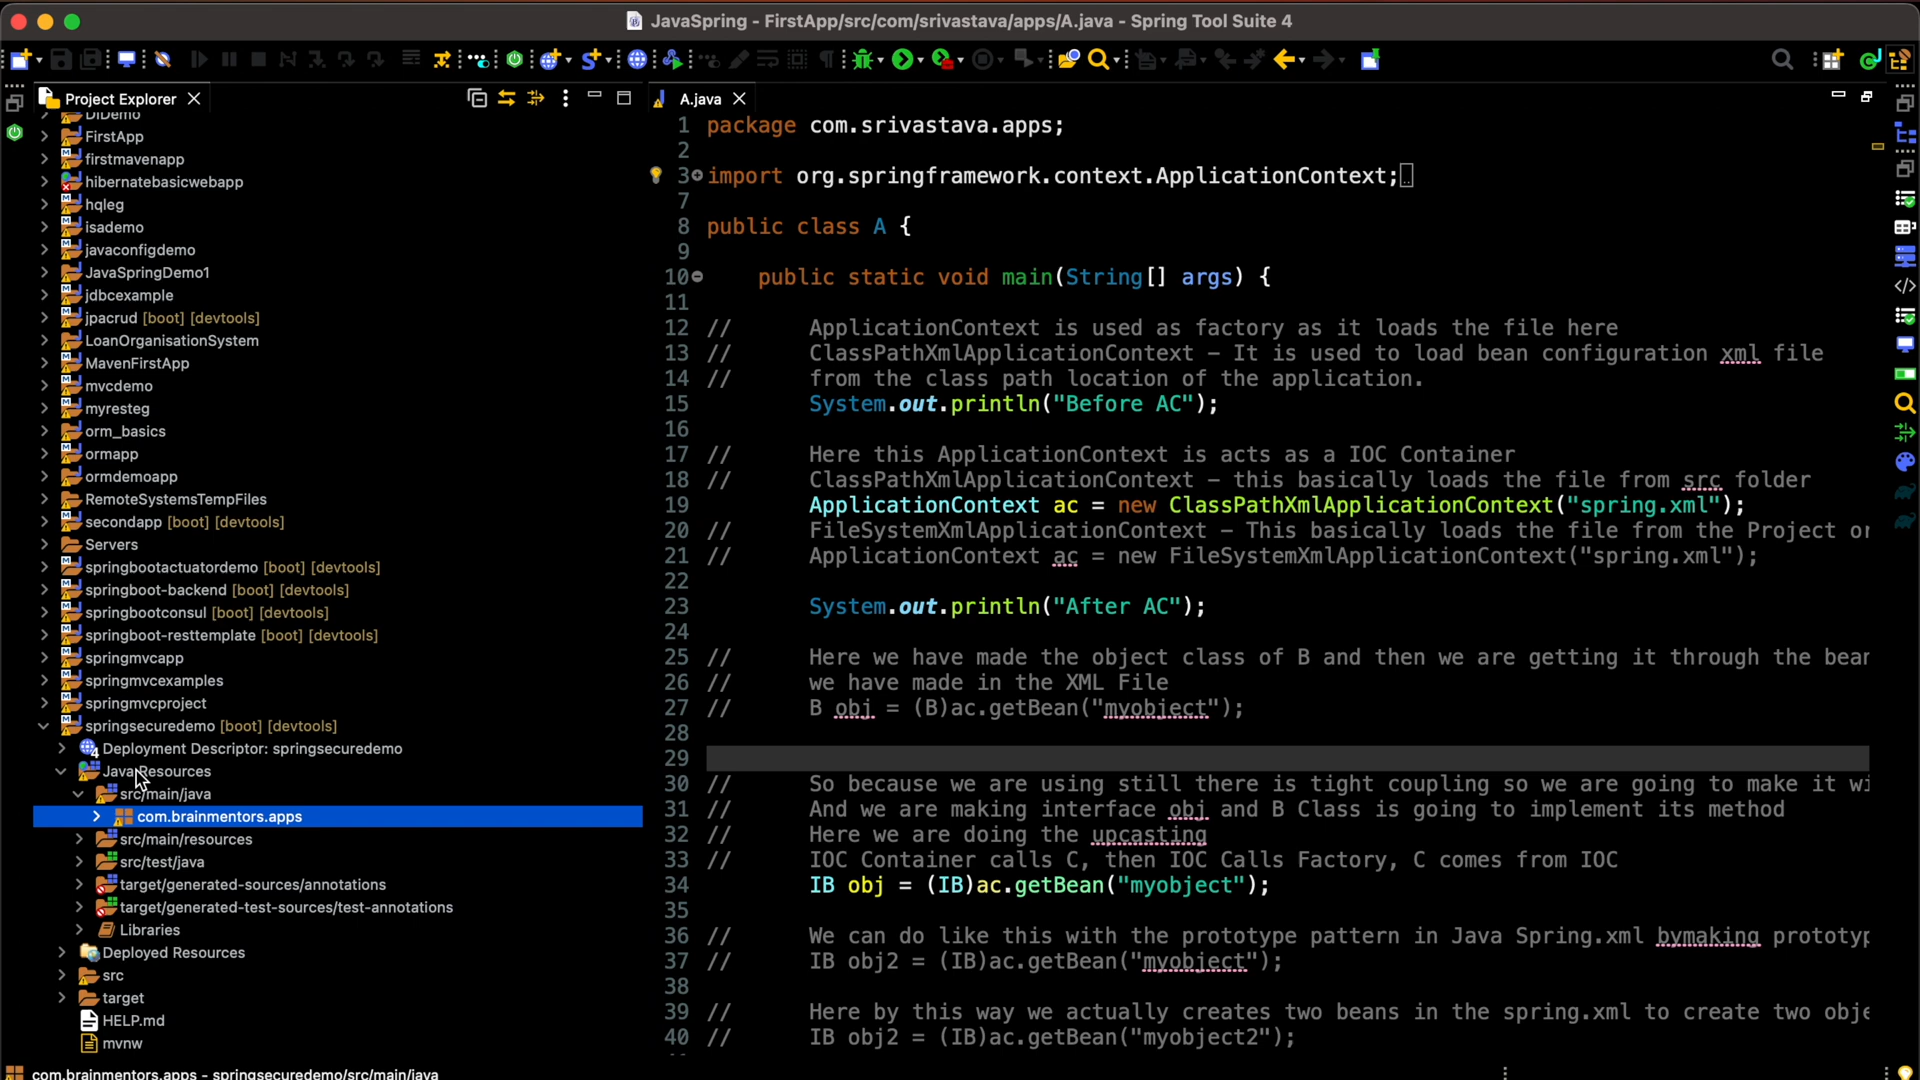 JavaSpring - FirstApp/src/com/srivastava/apps/A.java - Spring Tool Suite 4
Project Explorer
DIDemo
FirstApp
firstmavenapp
hibernatebasicwebapp
hqleg
isademo
javaconfigdemo
JavaSpringDemo1
jdbcexample
jpacrud [boot] [devtools]
LoanOrganisationSystem
MavenFirstApp
mvcdemo
myresteg
orm_basics
ormapp
ormdemoapp
RemoteSystemsTempFiles
secondapp [boot] [devtools]
Servers
springbootactuatordemo [boot] [devtools]
springboot-backend [boot] [devtools]
springbootconsul [boot] [devtools]
springboot-resttemplate [boot] [devtools]
springmvcapp
springmvcexamples
springmvcproject
springsecuredemo [boot] [devtools]
Deployment Descriptor: springsecuredemo
Java Resources
src/main/java
com.brainmentors.apps
src/main/resources
src/test/java
target/generated-sources/annotations
target/generated-test-sources/test-annotations
Libraries
Deployed Resources
src
target
HELP.md
mvnw
A.java
1 package com.srivastava.apps;
2
3 import org.springframework.context.ApplicationContext;
7
8 public class A {
9
10 public static void main(String[] args) {
11
12 // ApplicationContext is used as factory as it loads the file here
13 // ClassPathXmlApplicationContext – It is used to load bean configuration xml file
14 // from the class path location of the application.
15 System.out.println("Before AC");
16
17 // Here this ApplicationContext is acts as a IOC Container
18 // ClassPathXmlApplicationContext – this basically loads the file from src folder
19 ApplicationContext ac = new ClassPathXmlApplicationContext("spring.xml");
20 // FileSystemXmlApplicationContext – This basically loads the file from the Project or
21 // ApplicationContext ac = new FileSystemXmlApplicationContext("spring.xml");
22
23 System.out.println("After AC");
24
25 // Here we have made the object class of B and then we are getting it through the bean
26 // we have made in the XML File
27 // B obj = (B)ac.getBean("myobject");
28
29
30 // So because we are using still there is tight coupling so we are going to make it wi
31 // And we are making interface obj and B Class is going to implement its method
32 // Here we are doing the upcasting
33 // IOC Container calls C, then IOC Calls Factory, C comes from IOC
34 IB obj = (IB)ac.getBean("myobject");
35
36 // We can do like this with the prototype pattern in Java Spring.xml bymaking prototyp
37 // IB obj2 = (IB)ac.getBean("myobject");
38
39 // Here by this way we actually creates two beans in the spring.xml to create two obje
40 // IB obj2 = (IB)ac.getBean("myobject2");
com.brainmentors.apps - springsecuredemo/src/main/java